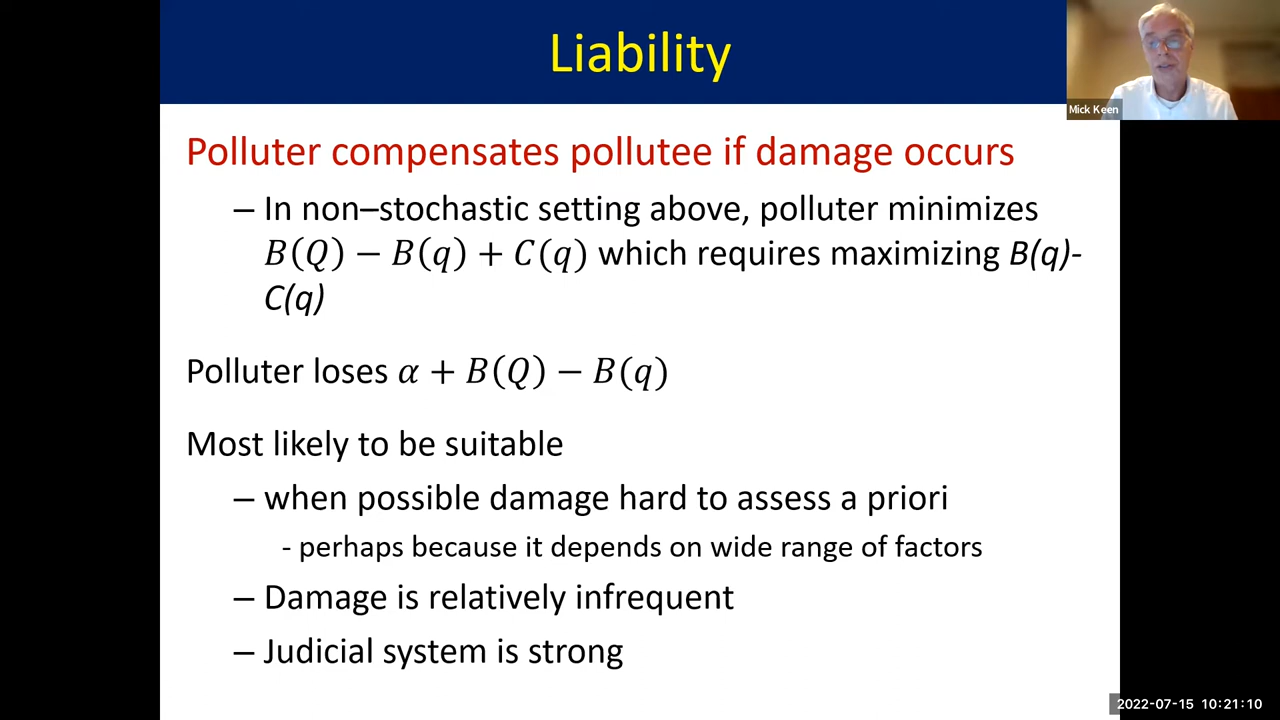 Liability
Mick Keen
Polluter compensates pollutee if damage occurs
– In non–stochastic setting above, polluter minimizes
B(Q) − B(q) + C(q) which requires maximizing B(q)-
C(q)
Polluter loses α + B(Q) − B(q)
Most likely to be suitable
– when possible damage hard to assess a priori
- perhaps because it depends on wide range of factors
– Damage is relatively infrequent
– Judicial system is strong
2022-07-15 10:21:10